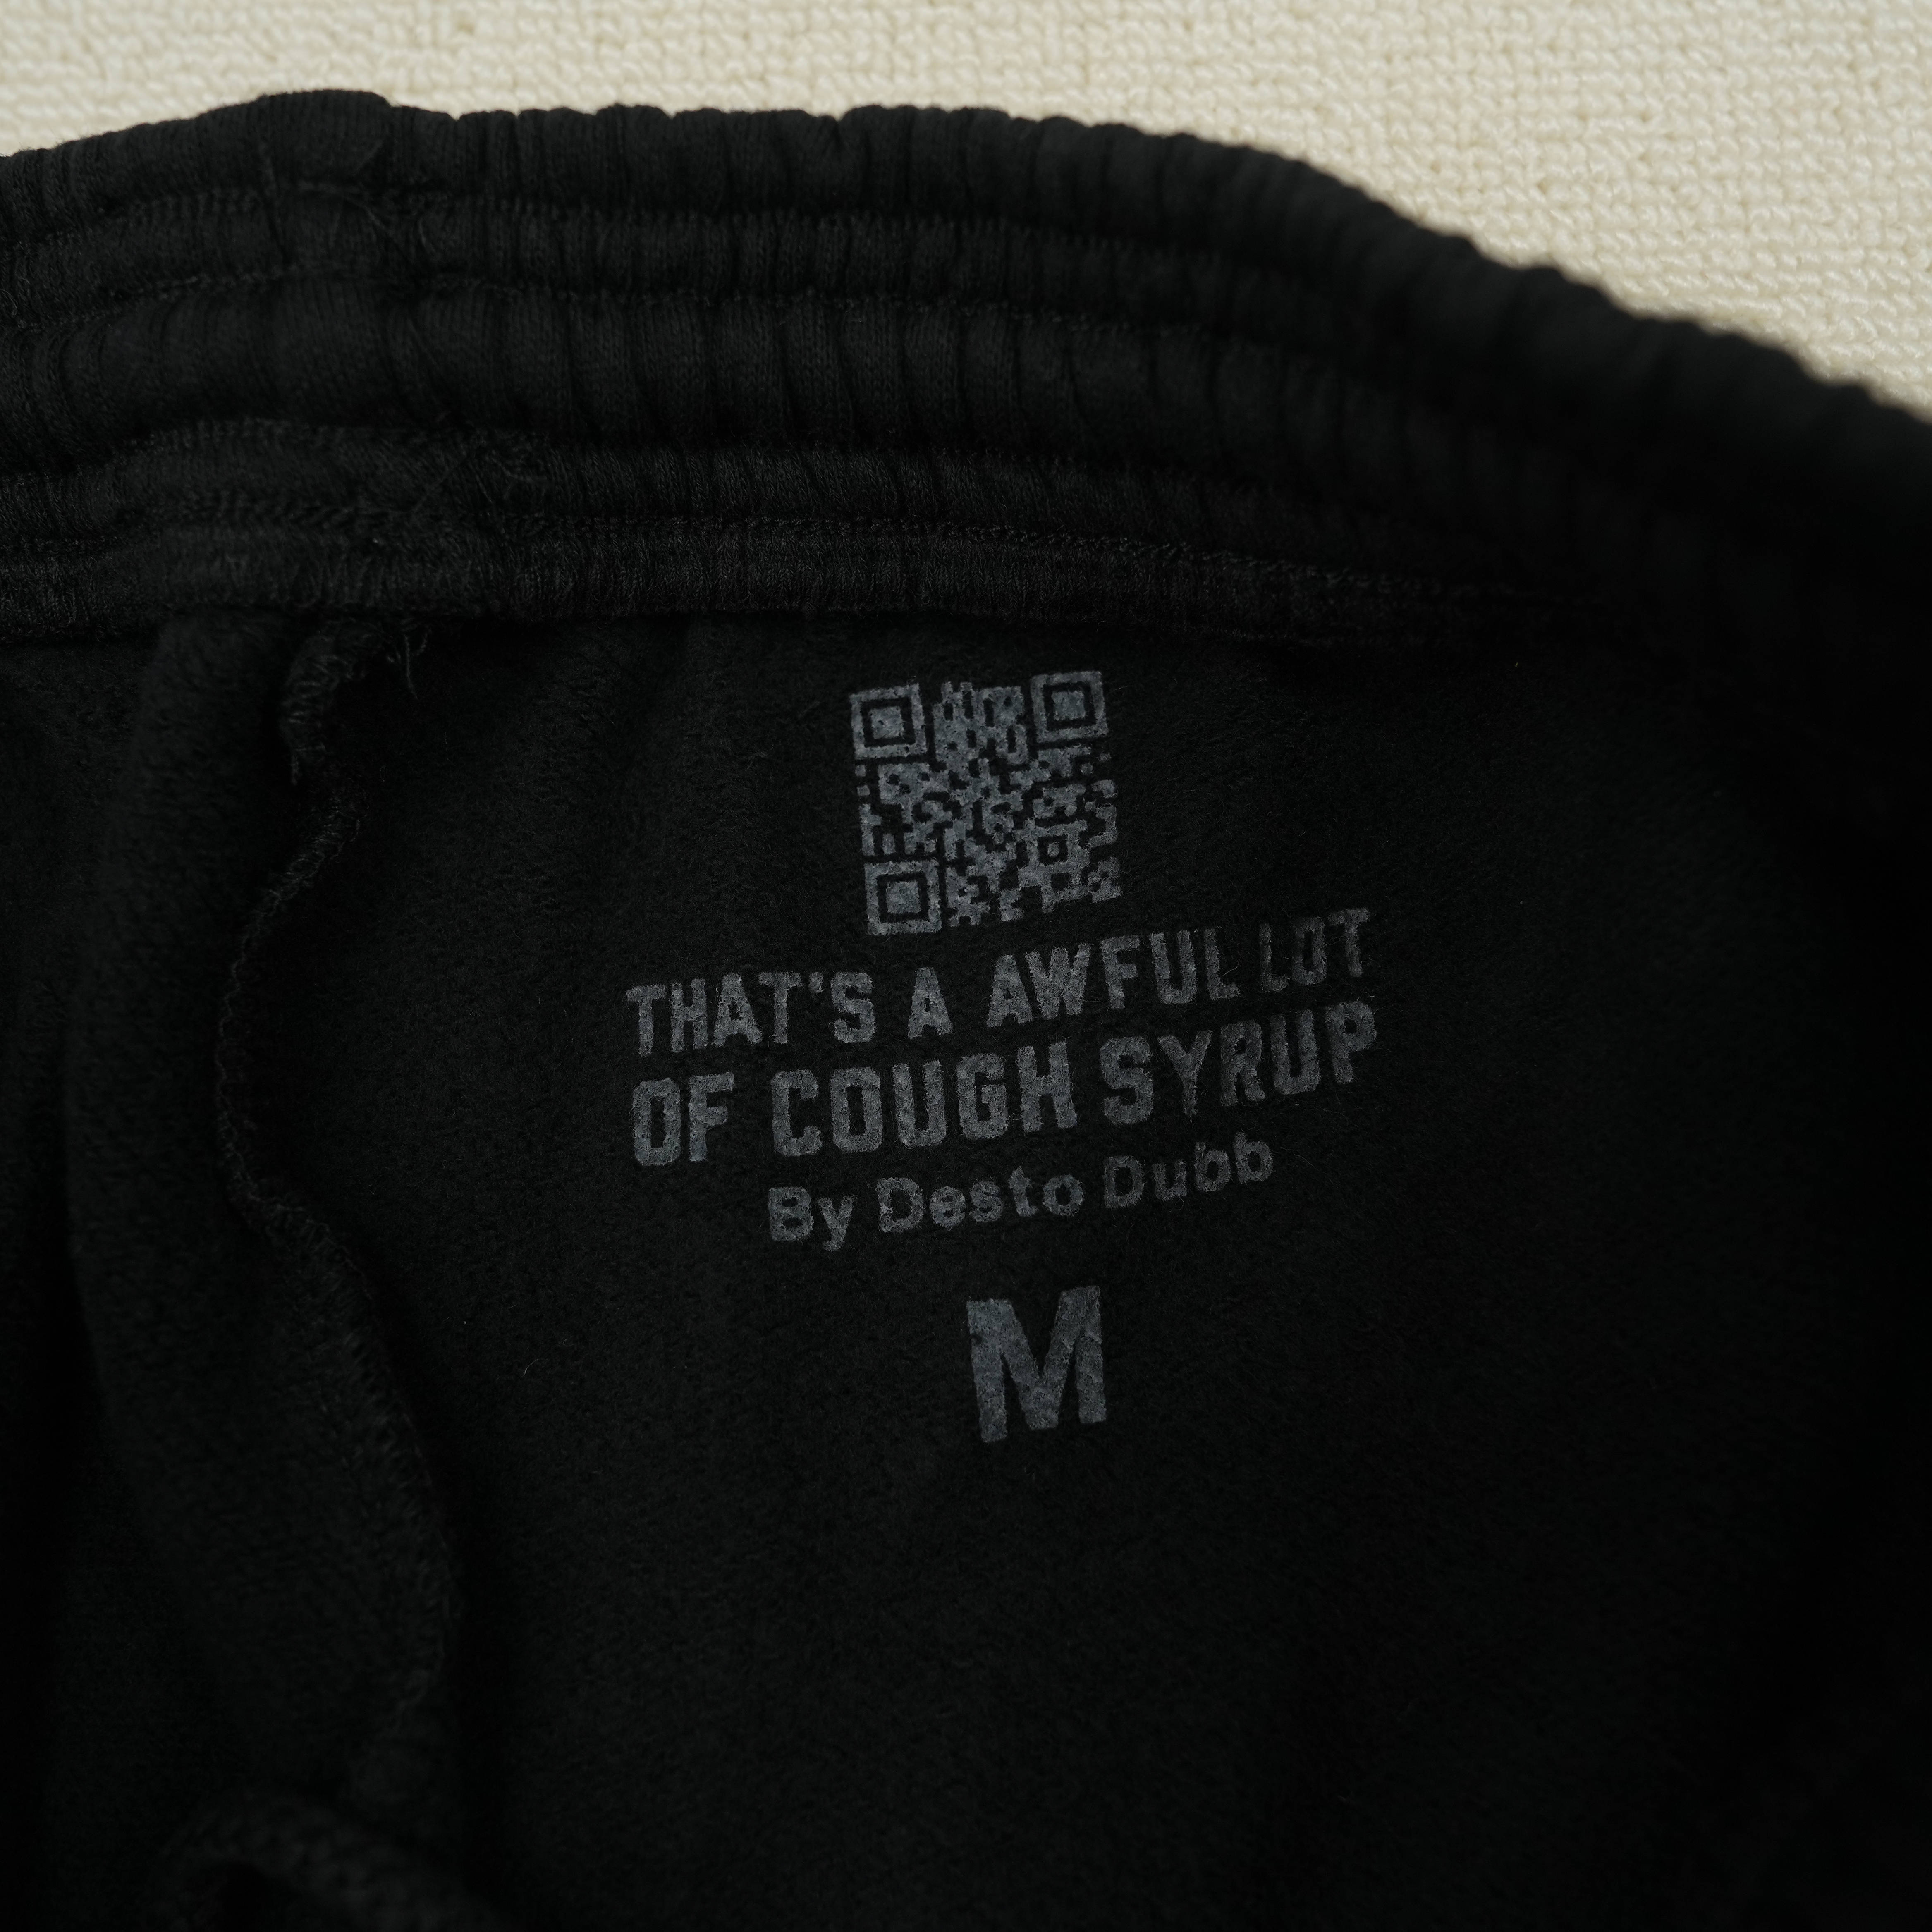 THAT'S A AWFUL LOT
OF COUGH SYRUP
By Desto Dubb
M